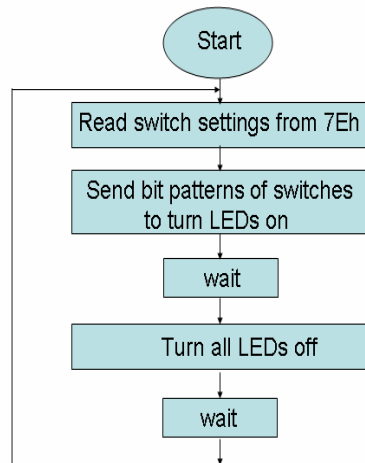 Start
Read switch settings from 7Eh
Send bit patterns of switches
to turn LEDs on
wait
Turn all LEDs off
wait